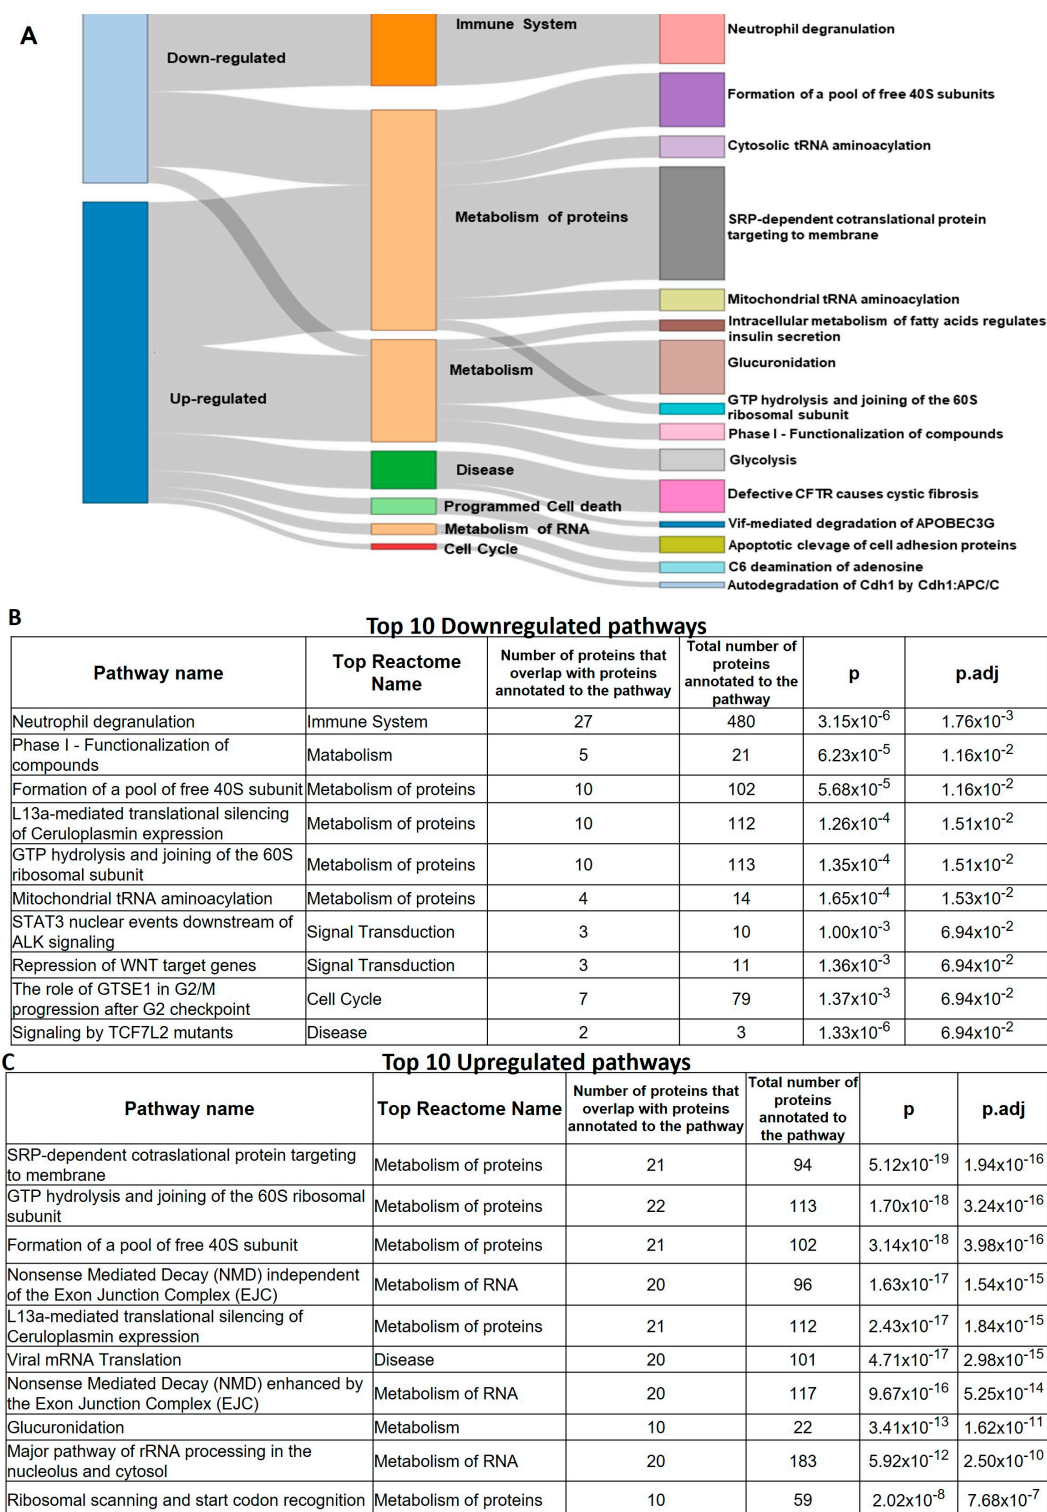 A
Immune System
Neutrophil degranulation
Down-regulated
Formation of a pool of free 40S subunits
Cytosolic tRNA aminoacylation
Metabolism of proteins
SRP-dependent cotranslational protein
targeting to membrane
Mitochondrial tRNA aminoacylation
Intracellular metabolism of fatty acids regulates
insulin secretion
Metabolism
Glucuronidation
Up-regulated
GTP hydrolysis and joining of the 60S
ribosomal subunit
Phase I - Functionalization of compounds
Disease
Glycolysis
Defective CFTR causes cystic fibrosis
Programmed Cell death
Metabolism of RNA
Vif-mediated degradation of APOBEC3G
Cell Cycle
Apoptotic clevage of cell adhesion proteins
C6 deamination of adenosine
Autodegradation of Cdh1 by Cdh1:APC/C
B
Top 10 Downregulated pathways
Pathway name
Top Reactome
Name
Number of proteins that
overlap with proteins
annotated to the pathway
Total number of
proteins
annotated to the
pathway
p
p.adj
Neutrophil degranulation Immune System 27 480 3.15x10-6 1.76x10-3
Phase I - Functionalization of
compounds
Matabolism 5 21 6.23x10-5 1.16x10-2
Formation of a pool of free 40S subunit Metabolism of proteins 10 102 5.68x10-5 1.16x10-2
L13a-mediated translational silencing
of Ceruloplasmin expression
Metabolism of proteins 10 112 1.26x10-4 1.51x10-2
GTP hydrolysis and joining of the 60S
ribosomal subunit
Metabolism of proteins 10 113 1.35x10-4 1.51x10-2
Mitochondrial tRNA aminoacylation Metabolism of proteins 4 14 1.65x10-4 1.53x10-2
STAT3 nuclear events downstream of
ALK signaling
Signal Transduction 3 10 1.00x10-3 6.94x10-2
Repression of WNT target genes Signal Transduction 3 11 1.36x10-3 6.94x10-2
The role of GTSE1 in G2/M
progression after G2 checkpoint
Cell Cycle 7 79 1.37x10-3 6.94x10-2
Signaling by TCF7L2 mutants Disease 2 3 1.33x10-6 6.94x10-2
C
Top 10 Upregulated pathways
Pathway name
Top Reactome Name
Number of proteins that
overlap with proteins
annotated to the pathway
Total number of
proteins
annotated to
the pathway
p
p.adj
SRP-dependent cotraslational protein targeting
to membrane
Metabolism of proteins 21 94 5.12x10-19 1.94x10-16
GTP hydrolysis and joining of the 60S ribosomal
subunit
Metabolism of proteins 22 113 1.70x10-18 3.24x10-16
Formation of a pool of free 40S subunit Metabolism of proteins 21 102 3.14x10-18 3.98x10-16
Nonsense Mediated Decay (NMD) independent
of the Exon Junction Complex (EJC)
Metabolism of RNA 20 96 1.63x10-17 1.54x10-15
L13a-mediated translational silencing of
Ceruloplasmin expression
Metabolism of proteins 21 112 2.43x10-17 1.84x10-15
Viral mRNA Translation Disease 20 101 4.71x10-17 2.98x10-15
Nonsense Mediated Decay (NMD) enhanced by
the Exon Junction Complex (EJC)
Metabolism of RNA 20 117 9.67x10-16 5.25x10-14
Glucuronidation Metabolism 10 22 3.41x10-13 1.62x10-11
Major pathway of rRNA processing in the
nucleolus and cytosol
Metabolism of RNA 20 183 5.92x10-12 2.50x10-10
Ribosomal scanning and start codon recognition Metabolism of proteins 10 59 2.02x10-8 7.68x10-7